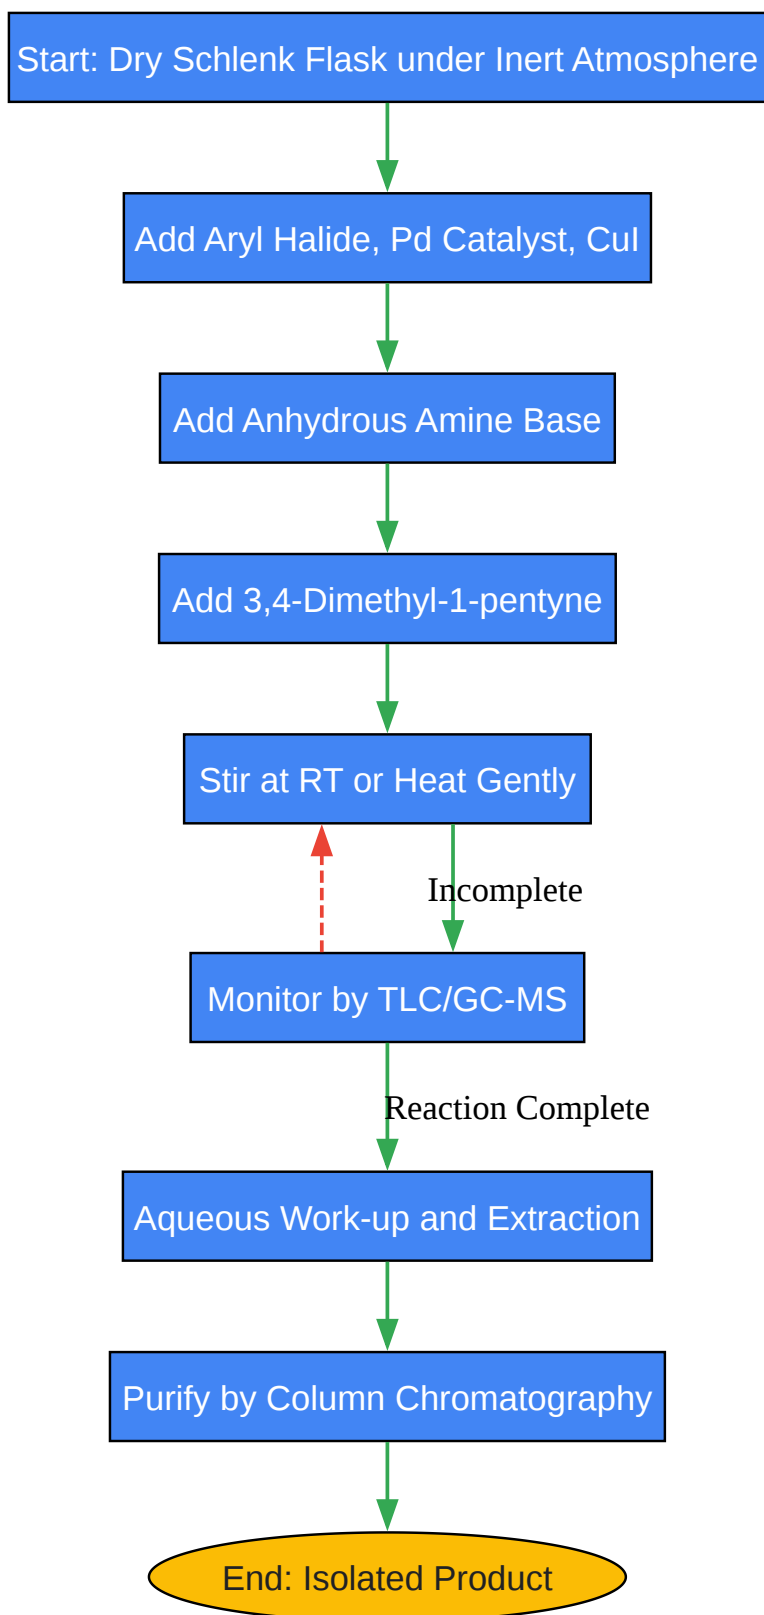 Start: Dry Schlenk Flask under Inert Atmosphere
Add Aryl Halide, Pd Catalyst, CuI
Add Anhydrous Amine Base
Add 3,4-Dimethyl-1-pentyne
Stir at RT or Heat Gently
Incomplete
Monitor by TLC/GC-MS
Reaction Complete
Aqueous Work-up and Extraction
Purify by Column Chromatography
End: Isolated Product